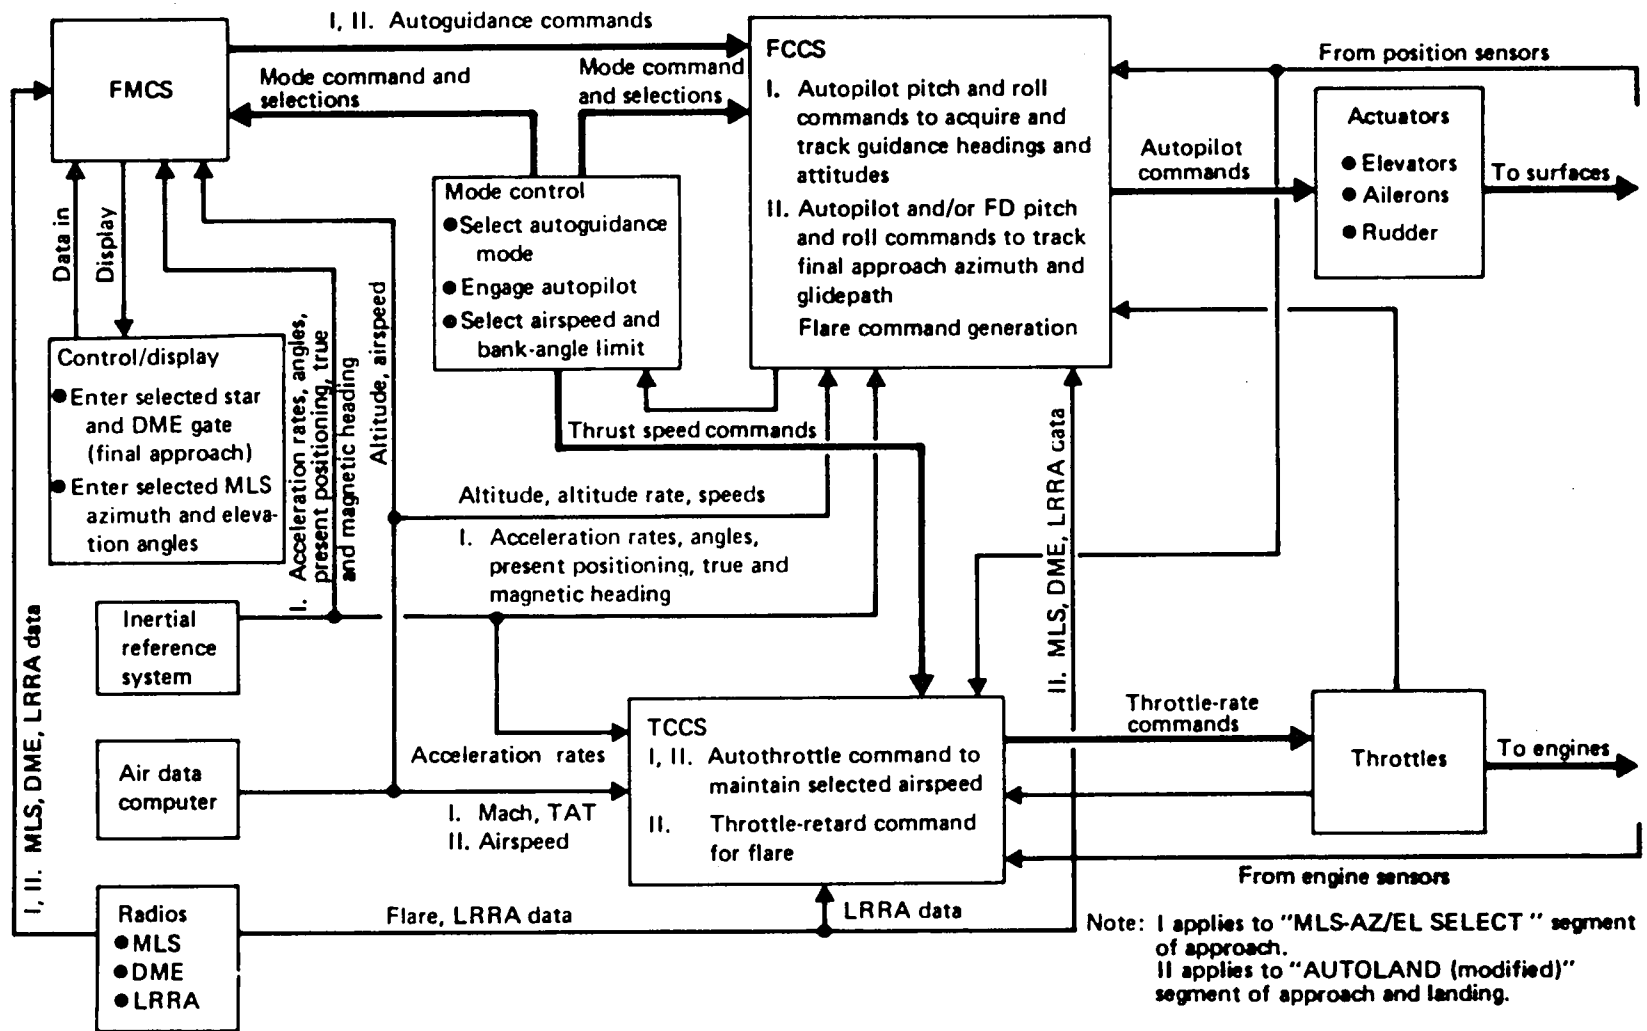 I, II. Autoguidance commands
FMCS
Mode command and
selections
Mode command
and selections
FCCS
I. Autopilot pitch and roll
commands to acquire and
track guidance headings and
attitudes
II. Autopilot and/or FD pitch
and roll commands to track
final approach azimuth and
glidepath
Flare command generation
From position sensors
Autopilot
commands
Actuators
● Elevators
● Ailerons
● Rudder
To surfaces
Data in
Display
Mode control
● Select autoguidance
mode
● Engage autopilot
● Select airspeed and
bank-angle limit
Control/display
● Enter selected star
and DME gate
(final approach)
● Enter selected MLS
azimuth and eleva-
tion angles
I. Acceleration rates, angles,
present positioning, true
and magnetic heading
Altitude, airspeed
Thrust speed commands
Altitude, altitude rate, speeds
I. Acceleration rates, angles,
present positioning, true and
magnetic heading
II. MLS, DME, LRRA data
I, II. MLS, DME, LRRA data
Inertial
reference
system
Air data
computer
Acceleration rates
I. Mach, TAT
II. Airspeed
TCCS
I, II. Autothrottle command to
maintain selected airspeed
II. Throttle-retard command
for flare
Throttle-rate
commands
Throttles
To engines
From engine sensors
Radios
● MLS
● DME
● LRRA
Flare, LRRA data
LRRA data
Note: I applies to "MLS-AZ/EL SELECT" segment
of approach.
II applies to "AUTOLAND (modified)"
segment of approach and landing.